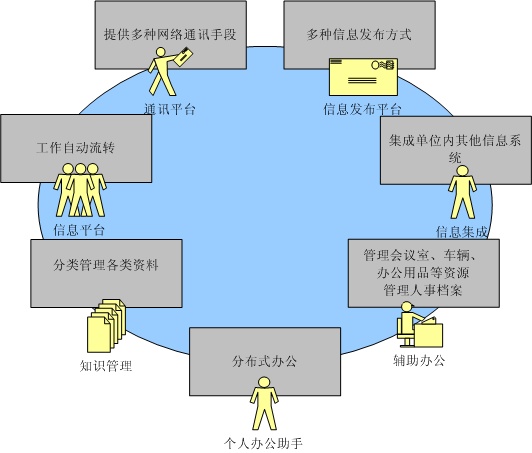 提供多种网络通讯手段
多种信息发布方式
通讯平台
信息发布平台
工作自动流转
集成单位内其他信息
系统
信息平台
信息集成
分类管理各类资料
管理会议室、车辆、
办公用品等资源
管理人事档案
知识管理
辅助办公
分布式办公
个人办公助手